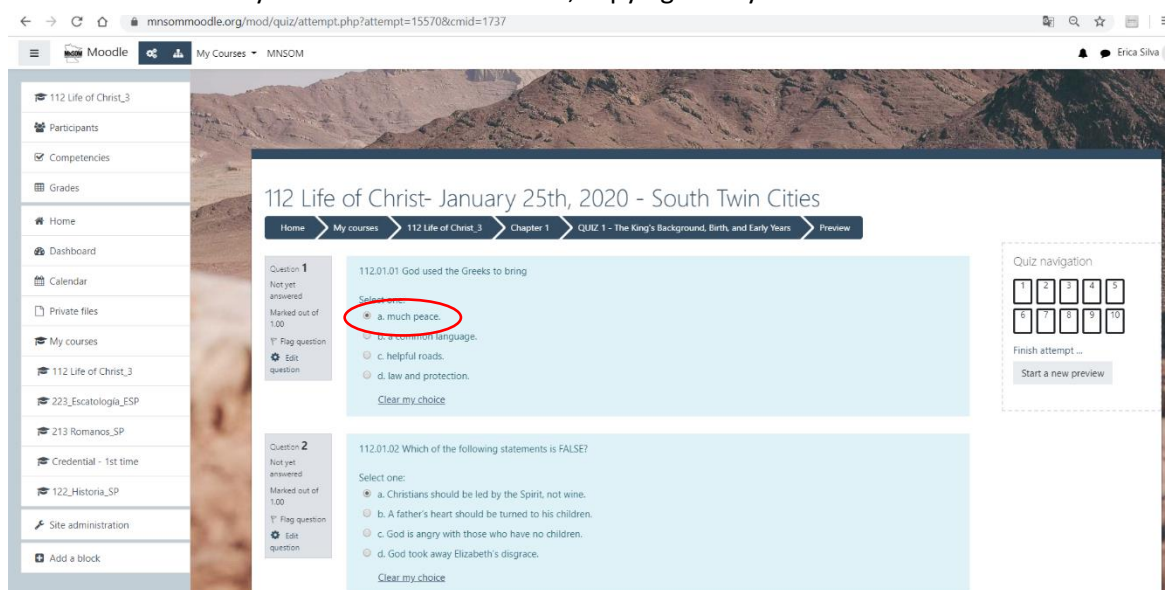 mnsommoodle.org/mod/quiz/attempt.php?attempt=15570&cmid=1737
Moodle My Courses MNSOM Erica Silva
112 Life of Christ_3
Participants
Competencies
Grades
Home
Dashboard
Calendar
Private files
My courses
112 Life of Christ_3
223_Escatología_ESP
213 Romanos_SP
Credential - 1st time
122_Historia_SP
Site administration
Add a block
112 Life of Christ- January 25th, 2020 - South Twin Cities
Home My courses 112 Life of Christ_3 Chapter 1 QUIZ 1 - The King's Background, Birth, and Early Years Preview
Question 1
Not yet
answered
Marked out of
1.00
Flag question
Edit
question
112.01.01 God used the Greeks to bring
Select one:
a. much peace.
b. a common language.
c. helpful roads.
d. law and protection.
Clear my choice
Question 2
Not yet
answered
Marked out of
1.00
Flag question
Edit
question
112.01.02 Which of the following statements is FALSE?
Select one:
a. Christians should be led by the Spirit, not wine.
b. A father's heart should be turned to his children.
c. God is angry with those who have no children.
d. God took away Elizabeth's disgrace.
Clear my choice
Quiz navigation
1 2 3 4 5
6 7 8 9 10
Finish attempt ...
Start a new preview